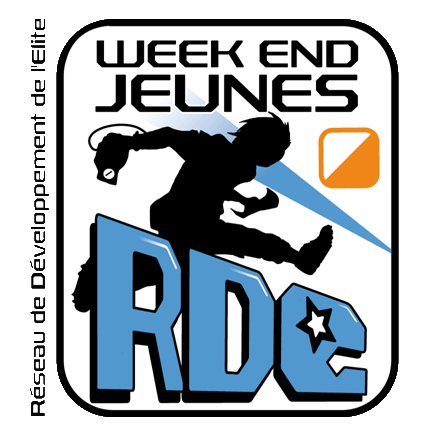 WEEK END
JEUNES
RDe
Réseau de Développement de l'Elite